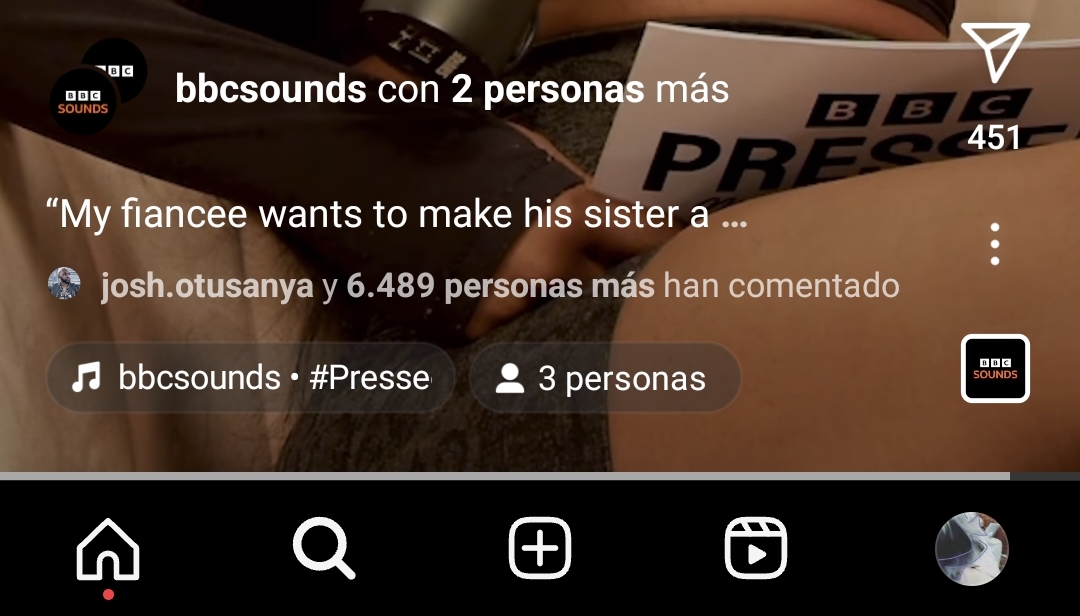 BBC
BBC
SOUNDS
bbcsounds con 2 personas más
BBC
PRESSE
451
“My fiancee wants to make his sister a ...
josh.otusanya y 6.489 personas más han comentado
bbcsounds • #Presse
3 personas
BBC
SOUNDS